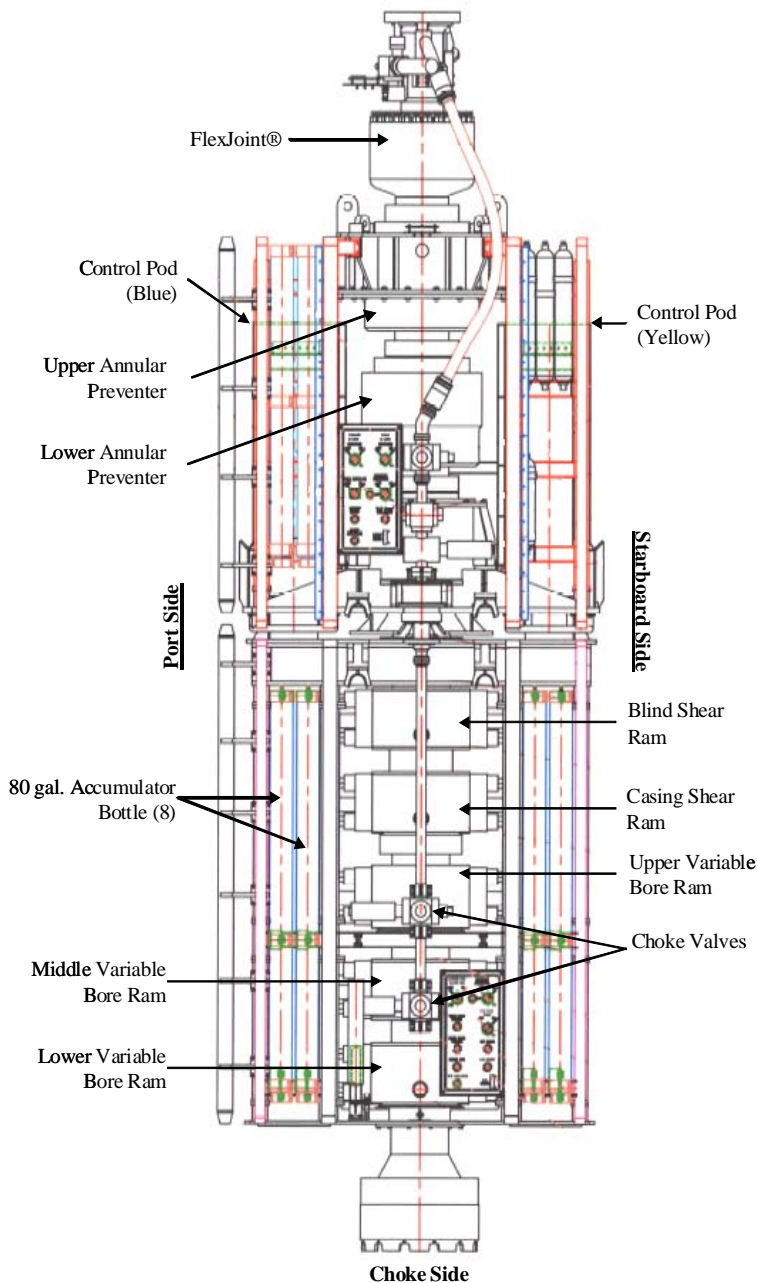 FlexJoint®
Control Pod
(Blue)
Control Pod
(Yellow)
Upper Annular
Preventer
Lower Annular
Preventer
Port Side
Starboard Side
Blind Shear
Ram
80 gal. Accumulator
Bottle (8)
Casing Shear
Ram
Upper Variable
Bore Ram
Choke Valves
Middle Variable
Bore Ram
Lower Variable
Bore Ram
Choke Side